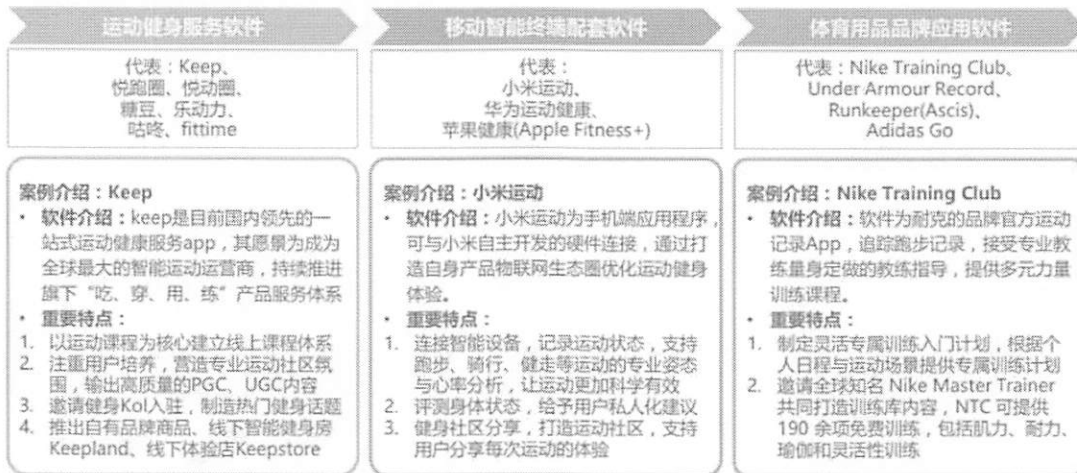 运动健身服务软件
代表：Keep、
悦跑圈、悦动圈、
糖豆、乐动力、
咕咚、fittime
案例介绍：Keep
• 软件介绍：keep是目前国内领先的一
站式运动健康服务app，其愿景为成为
全球最大的智能运动运营商，持续推进
旗下“吃、穿、用、练”产品服务体系
• 重要特点：
1. 以运动课程为核心建立线上课程体系
2. 注重用户培养，营造专业运动社区氛
围，输出高质量的PGC、UGC内容
3. 邀请健身Kol入驻，制造热门健身话题
4. 推出自有品牌商品、线下智能健身房
Keepland、线下体验店Keepstore
移动智能终端配套软件
代表：
小米运动、
华为运动健康、
苹果健康(Apple Fitness+)
案例介绍：小米运动
• 软件介绍：小米运动为手机端应用程序，
可与小米自主开发的硬件连接，通过打
造自身产品物联网生态圈优化运动健身
体验。
• 重要特点：
1. 连接智能设备，记录运动状态，支持
跑步、骑行、健走等运动的专业姿态
与心率分析，让运动更加科学有效
2. 评测身体状态，给予用户私人化建议
3. 健身社区分享，打造运动社区，支持
用户分享每次运动的体验
体育用品品牌应用软件
代表：Nike Training Club、
Under Armour Record、
Runkeeper(Ascis)、
Adidas Go
案例介绍：Nike Training Club
• 软件介绍：软件为耐克的品牌官方运动
记录App，追踪跑步记录，接受专业教
练量身定做的教练指导，提供多元力量
训练课程。
• 重要特点：
1. 制定灵活专属训练入门计划，根据个
人日程与运动场景提供专属训练计划
2. 邀请全球知名 Nike Master Trainer
共同打造训练库内容，NTC 可提供
190 余项免费训练，包括肌力、耐力、
瑜伽和灵活性训练